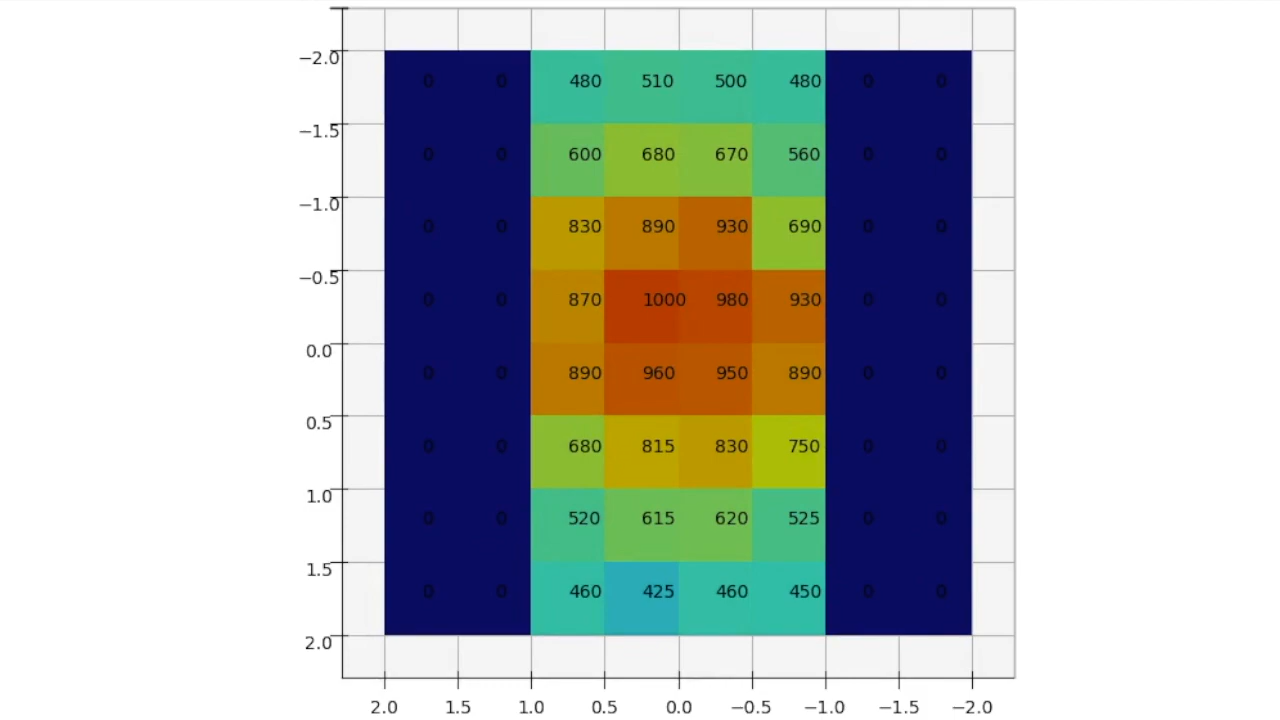 −2.0
0 0 480 510 500 480 0 0
−1.5
0 0 600 680 670 560 0 0
−1.0
0 0 830 890 930 690 0 0
−0.5
0 0 870 1000 980 930 0 0
0.0
0 0 890 960 950 890 0 0
0.5
0 0 680 815 830 750 0 0
1.0
0 0 520 615 620 525 0 0
1.5
0 0 460 425 460 450 0 0
2.0
2.0 1.5 1.0 0.5 0.0 −0.5 −1.0 −1.5 −2.0